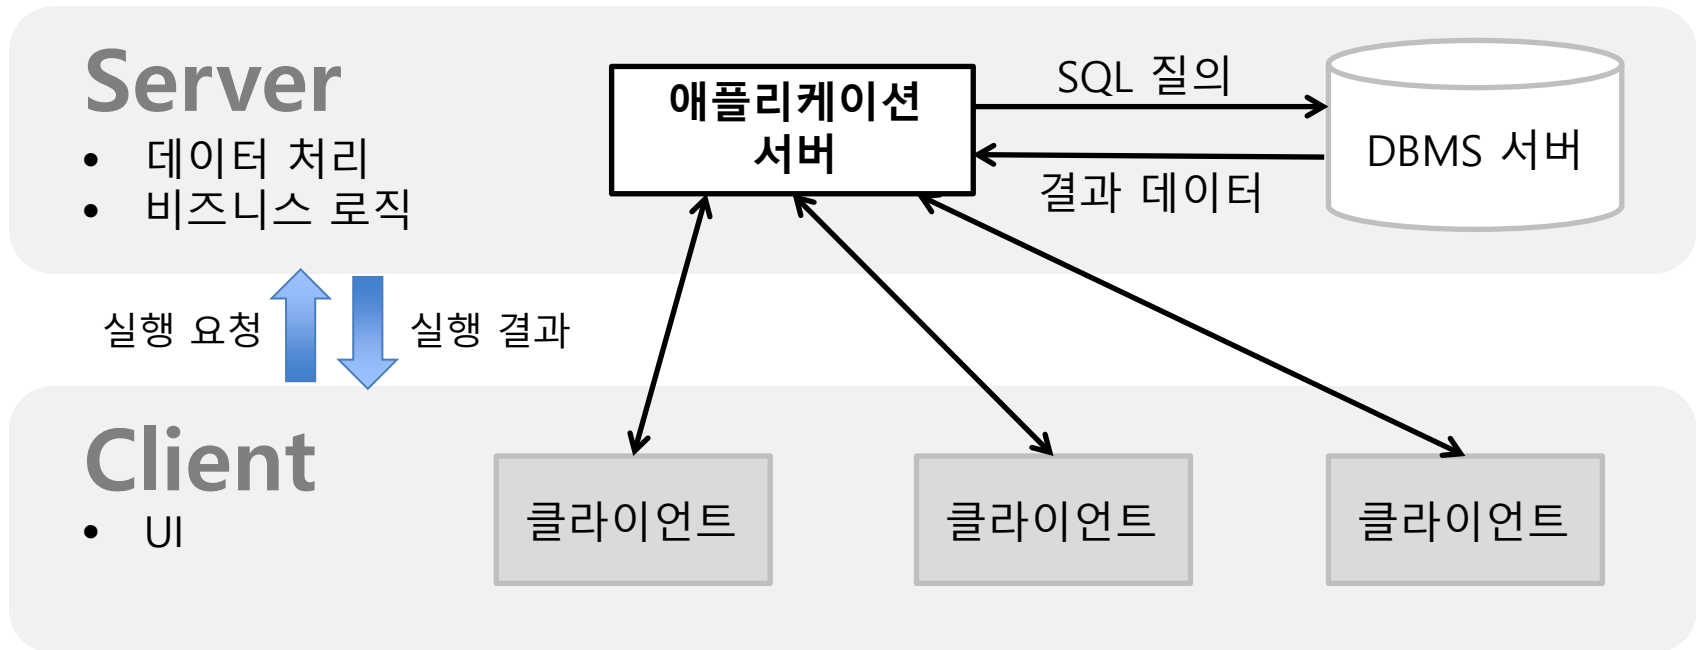 Server
• 데이터 처리
• 비즈니스 로직
애플리케이션
서버
SQL 질의
결과 데이터
DBMS 서버
실행 요청
실행 결과
Client
• UI
클라이언트
클라이언트
클라이언트